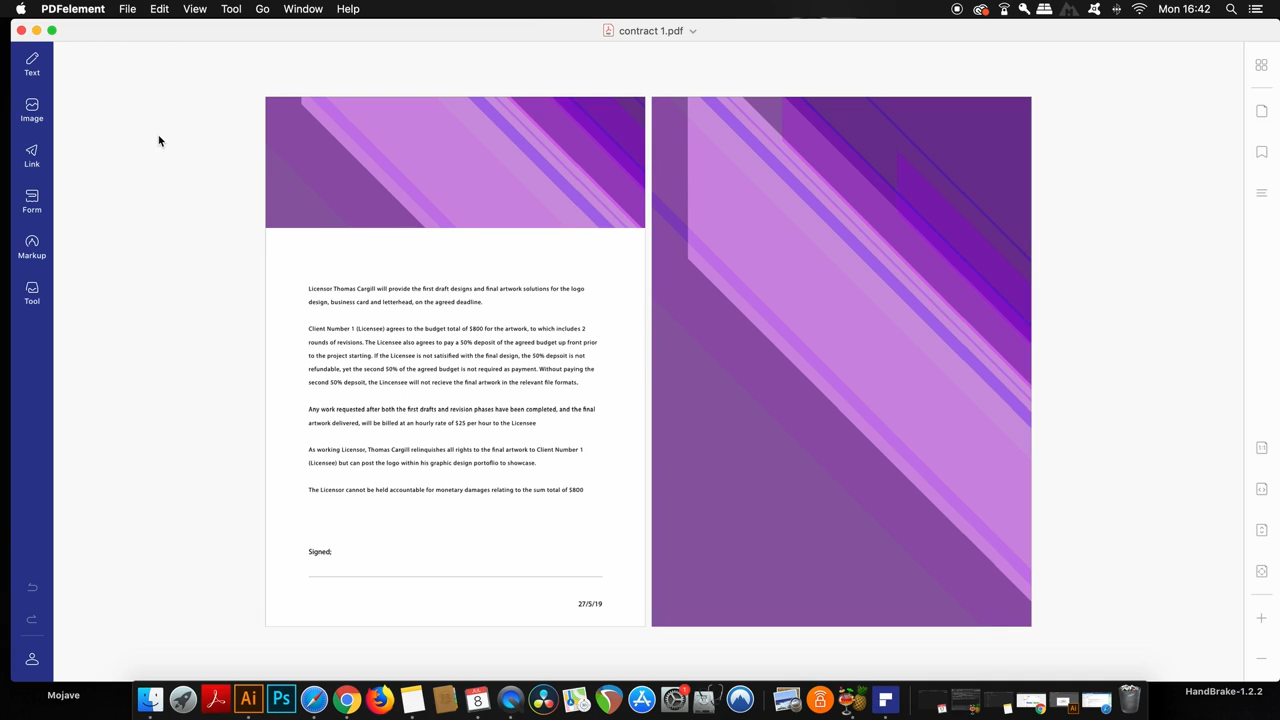 PDFelement File Edit View Tool Go Window Help
Mon 16:42
contract 1.pdf
Text
Image
Link
Form
Markup
Tool
Licensor Thomas Cargill will provide the first draft designs and final artwork solutions for the logo
design, business card and letterhead, on the agreed deadline.
Client Number 1 (Licensee) agrees to the budget total of $800 for the artwork, to which includes 2
rounds of revisions. The Licensee also agrees to pay a 50% deposit of the agreed budget up front prior
to the project starting. If the Licensee is not satisified with the final design, the 50% depsoit is not
refundable, yet the second 50% of the agreed budget is not required as payment. Without paying the
second 50% depsoit, the Lincensee will not recieve the final artwork in the relevant file formats.
Any work requested after both the first drafts and revision phases have been completed, and the final
artwork delivered, will be billed at an hourly rate of $25 per hour to the Licensee
As working Licensor, Thomas Cargill relinquishes all rights to the final artwork to Client Number 1
(Licensee) but can post the logo within his graphic design portoflio to showcase.
The Licensor cannot be held accountable for monetary damages relating to the sum total of $800
Signed;
27/5/19
Mojave
HandBrake-1.2.2